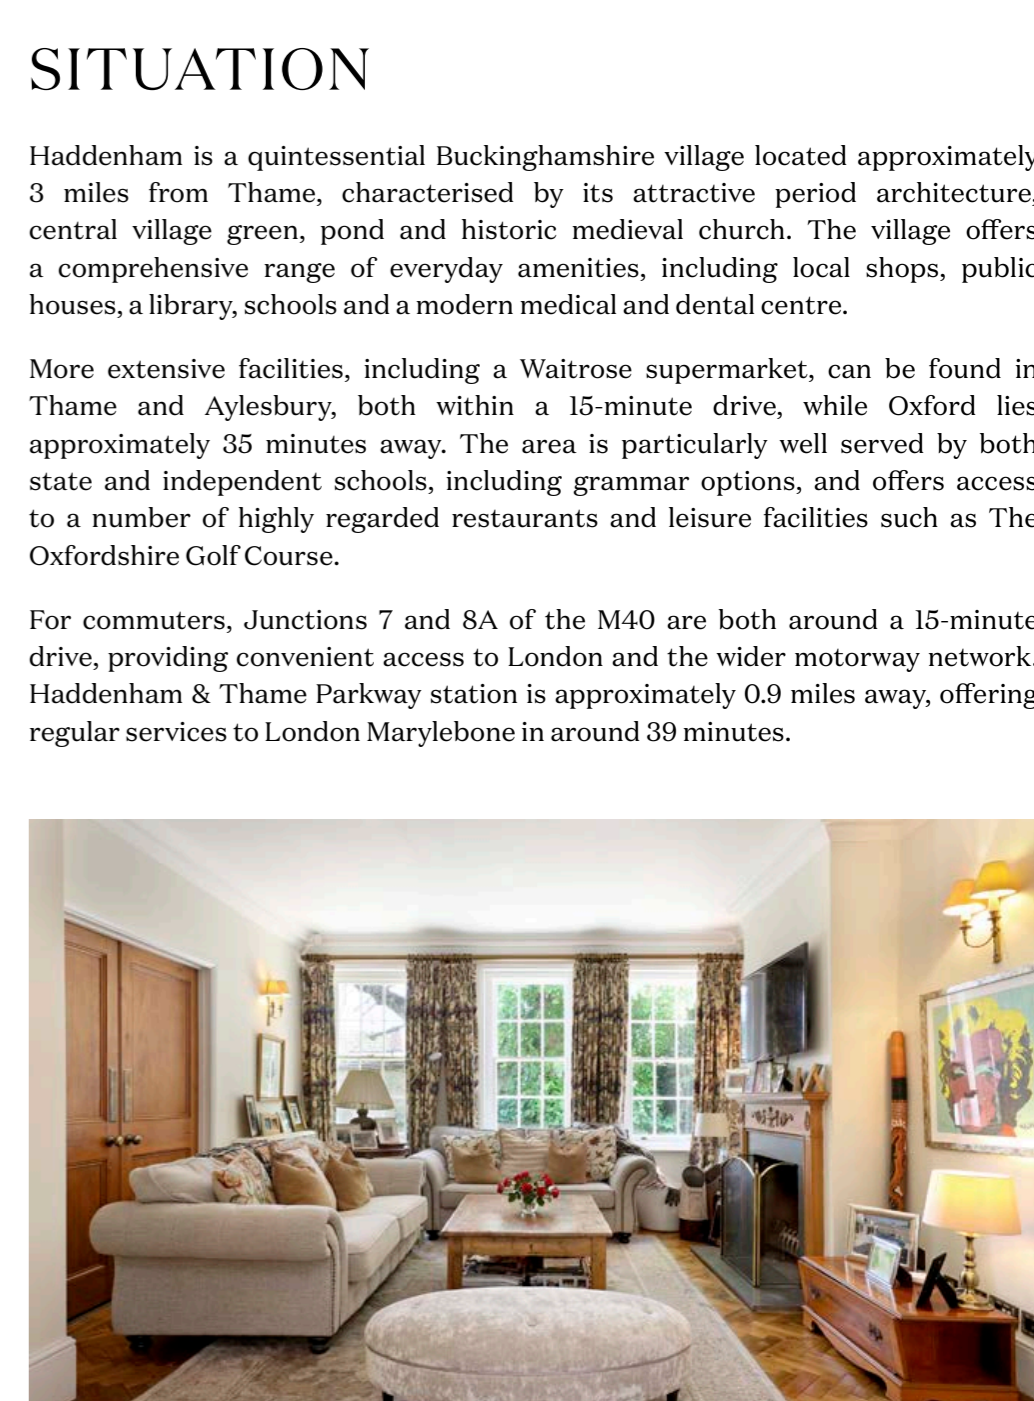 SITUATION
Haddenham is a quintessential Buckinghamshire village located approximately
3 miles from Thame, characterised by its attractive period architecture,
central village green, pond and historic medieval church. The village offers
a comprehensive range of everyday amenities, including local shops, public
houses, a library, schools and a modern medical and dental centre.
More extensive facilities, including a Waitrose supermarket, can be found in
Thame and Aylesbury, both within a 15-minute drive, while Oxford lies
approximately 35 minutes away. The area is particularly well served by both
state and independent schools, including grammar options, and offers access
to a number of highly regarded restaurants and leisure facilities such as The
Oxfordshire Golf Course.
For commuters, Junctions 7 and 8A of the M40 are both around a 15-minute
drive, providing convenient access to London and the wider motorway network.
Haddenham & Thame Parkway station is approximately 0.9 miles away, offering
regular services to London Marylebone in around 39 minutes.